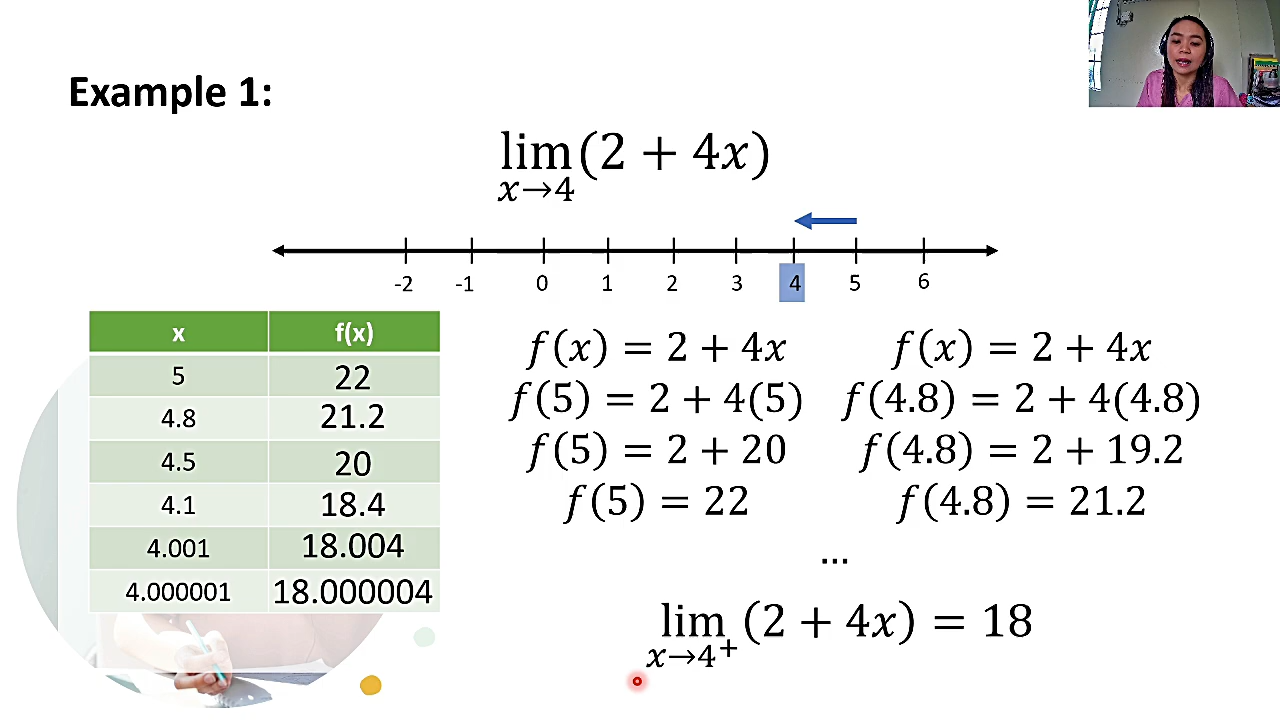 Example 1:
lim(2 + 4x)
x→4
-2 -1 0 1 2 3 4 5 6
x f(x)
5 22
4.8 21.2
4.5 20
4.1 18.4
4.001 18.004
4.000001 18.000004
f(x) = 2 + 4x
f(5) = 2 + 4(5)
f(5) = 2 + 20
f(5) = 22
f(x) = 2 + 4x
f(4.8) = 2 + 4(4.8)
f(4.8) = 2 + 19.2
f(4.8) = 21.2
...
lim (2 + 4x) = 18
x→4⁺